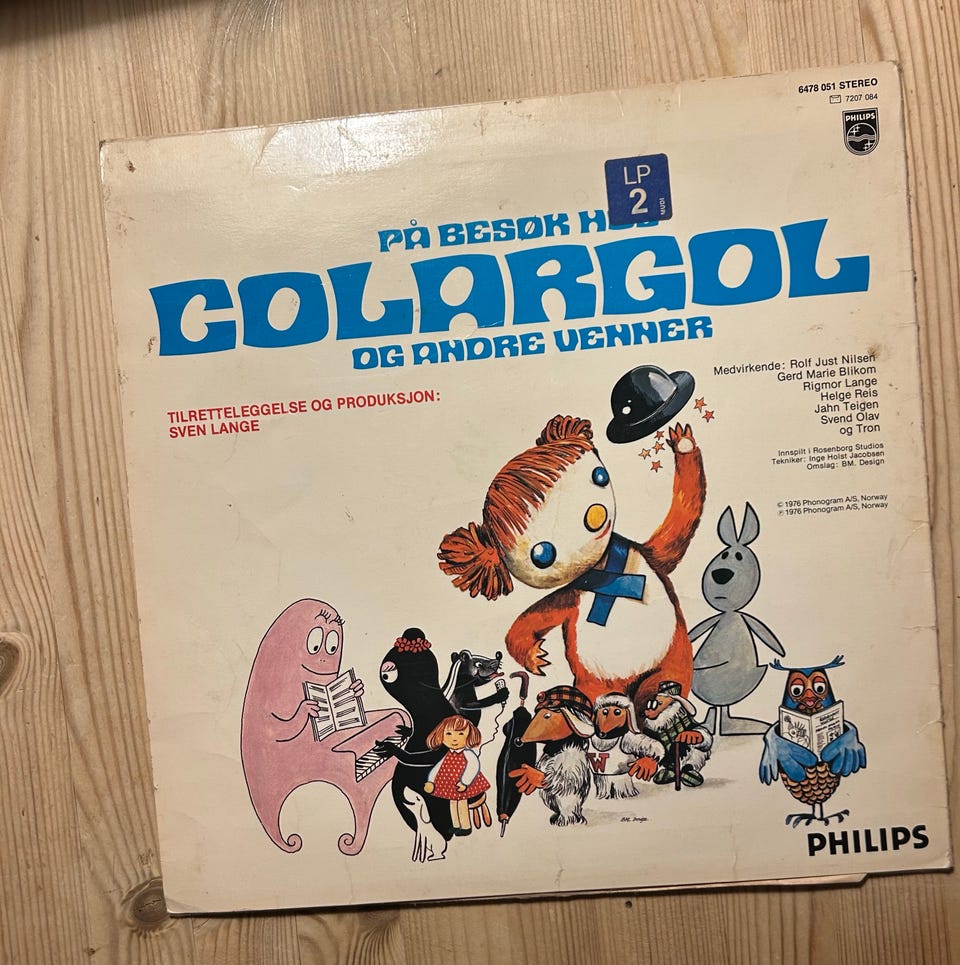 6478 051 STEREO
7207 084
PHILIPS
LP
2
MUDI
PÅ BESØK
COLARGOL
OG ANDRE VENNER
TILRETTELEGGELSE OG PRODUKSJON:
SVEN LANGE
Medvirkende: Rolf Just Nilsen
Gerd Marie Blikom
Rigmor Lange
Helge Reis
Jahn Teigen
Svend Olav
og Tron
Innspilt i Rosenborg Studios
Tekniker: Inge Holst Jacobsen
Omslag: BM. Design
© 1976 Phonogram A/S, Norway
℗ 1976 Phonogram A/S, Norway
W
PHILIPS